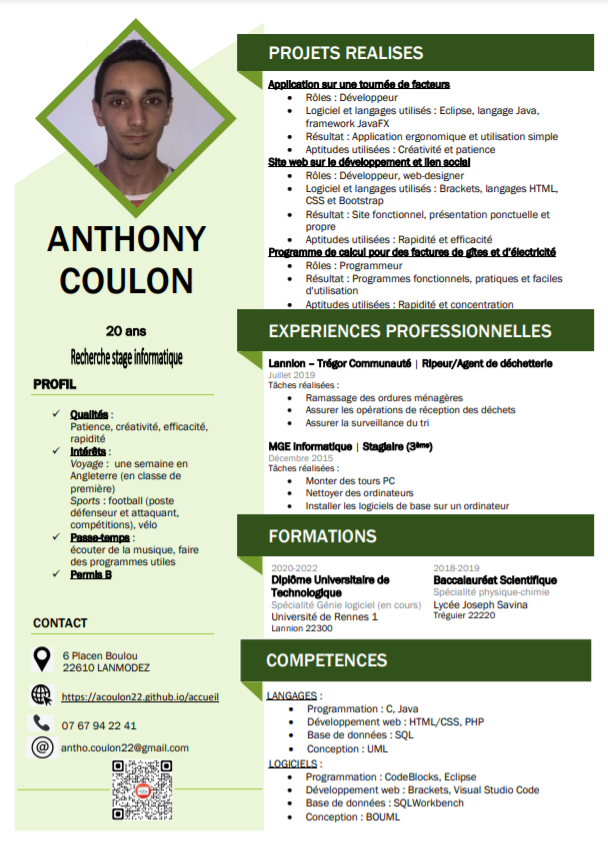 ANTHONY
COULON
20 ans
Recherche stage informatique
PROFIL
✓ Qualités :
Patience, créativité, efficacité,
rapidité
✓ Intérêts :
Voyage : une semaine en
Angleterre (en classe de
première)
Sports : football (poste
défenseur et attaquant,
compétitions), vélo
✓ Passe-temps :
écouter de la musique, faire
des programmes utiles
✓ Permis B
CONTACT
6 Placen Boulou
22610 LANMODEZ
https://acoulon22.github.io/accueil
07 67 94 22 41
antho.coulon22@gmail.com
PROJETS REALISES
Application sur une tournée de facteurs
• Rôles : Développeur
• Logiciel et langages utilisés : Eclipse, langage Java,
framework JavaFX
• Résultat : Application ergonomique et utilisation simple
• Aptitudes utilisées : Créativité et patience
Site web sur le développement et lien social
• Rôles : Développeur, web-designer
• Logiciel et langages utilisés : Brackets, langages HTML,
CSS et Bootstrap
• Résultat : Site fonctionnel, présentation ponctuelle et
propre
• Aptitudes utilisées : Rapidité et efficacité
Programme de calcul pour des factures de gîtes et d'électricité
• Rôles : Programmeur
• Résultat : Programmes fonctionnels, pratiques et faciles
d'utilisation
• Aptitudes utilisées : Rapidité et concentration
EXPERIENCES PROFESSIONNELLES
Lannion – Trégor Communauté | Ripeur/Agent de déchetterie
Juillet 2019
Tâches réalisées :
• Ramassage des ordures ménagères
• Assurer les opérations de réception des déchets
• Assurer la surveillance du tri
MGE Informatique | Stagiaire (3ème)
Décembre 2015
Tâches réalisées :
• Monter des tours PC
• Nettoyer des ordinateurs
• Installer les logiciels de base sur un ordinateur
FORMATIONS
2020-2022
Diplôme Universitaire de
Technologique
Spécialité Génie logiciel (en cours)
Université de Rennes 1
Lannion 22300
2018-2019
Baccalauréat Scientifique
Spécialité physique-chimie
Lycée Joseph Savina
Tréguier 22220
COMPETENCES
LANGAGES :
• Programmation : C, Java
• Développement web : HTML/CSS, PHP
• Base de données : SQL
• Conception : UML
LOGICIELS :
• Programmation : CodeBlocks, Eclipse
• Développement web : Brackets, Visual Studio Code
• Base de données : SQLWorkbench
• Conception : BOUML